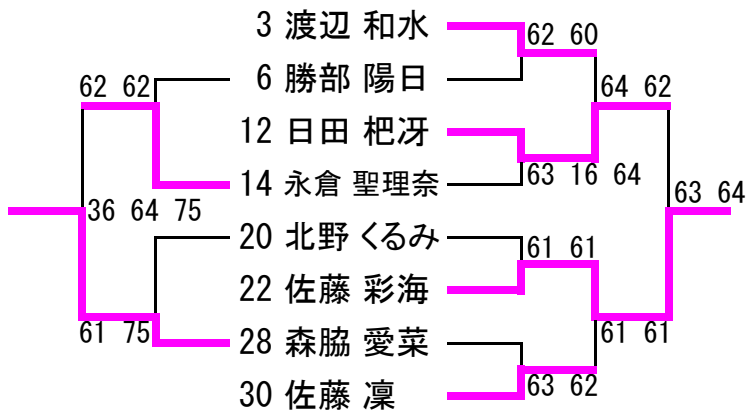 3 渡辺 和水
62 60
62 62
6 勝部 陽日
64 62
12 日田 杷冴
14 永倉 聖理奈
63 16 64
63 64
36 64 75
20 北野 くるみ
61 61
22 佐藤 彩海
61 75
28 森脇 愛菜
61 61
30 佐藤 凜
63 62